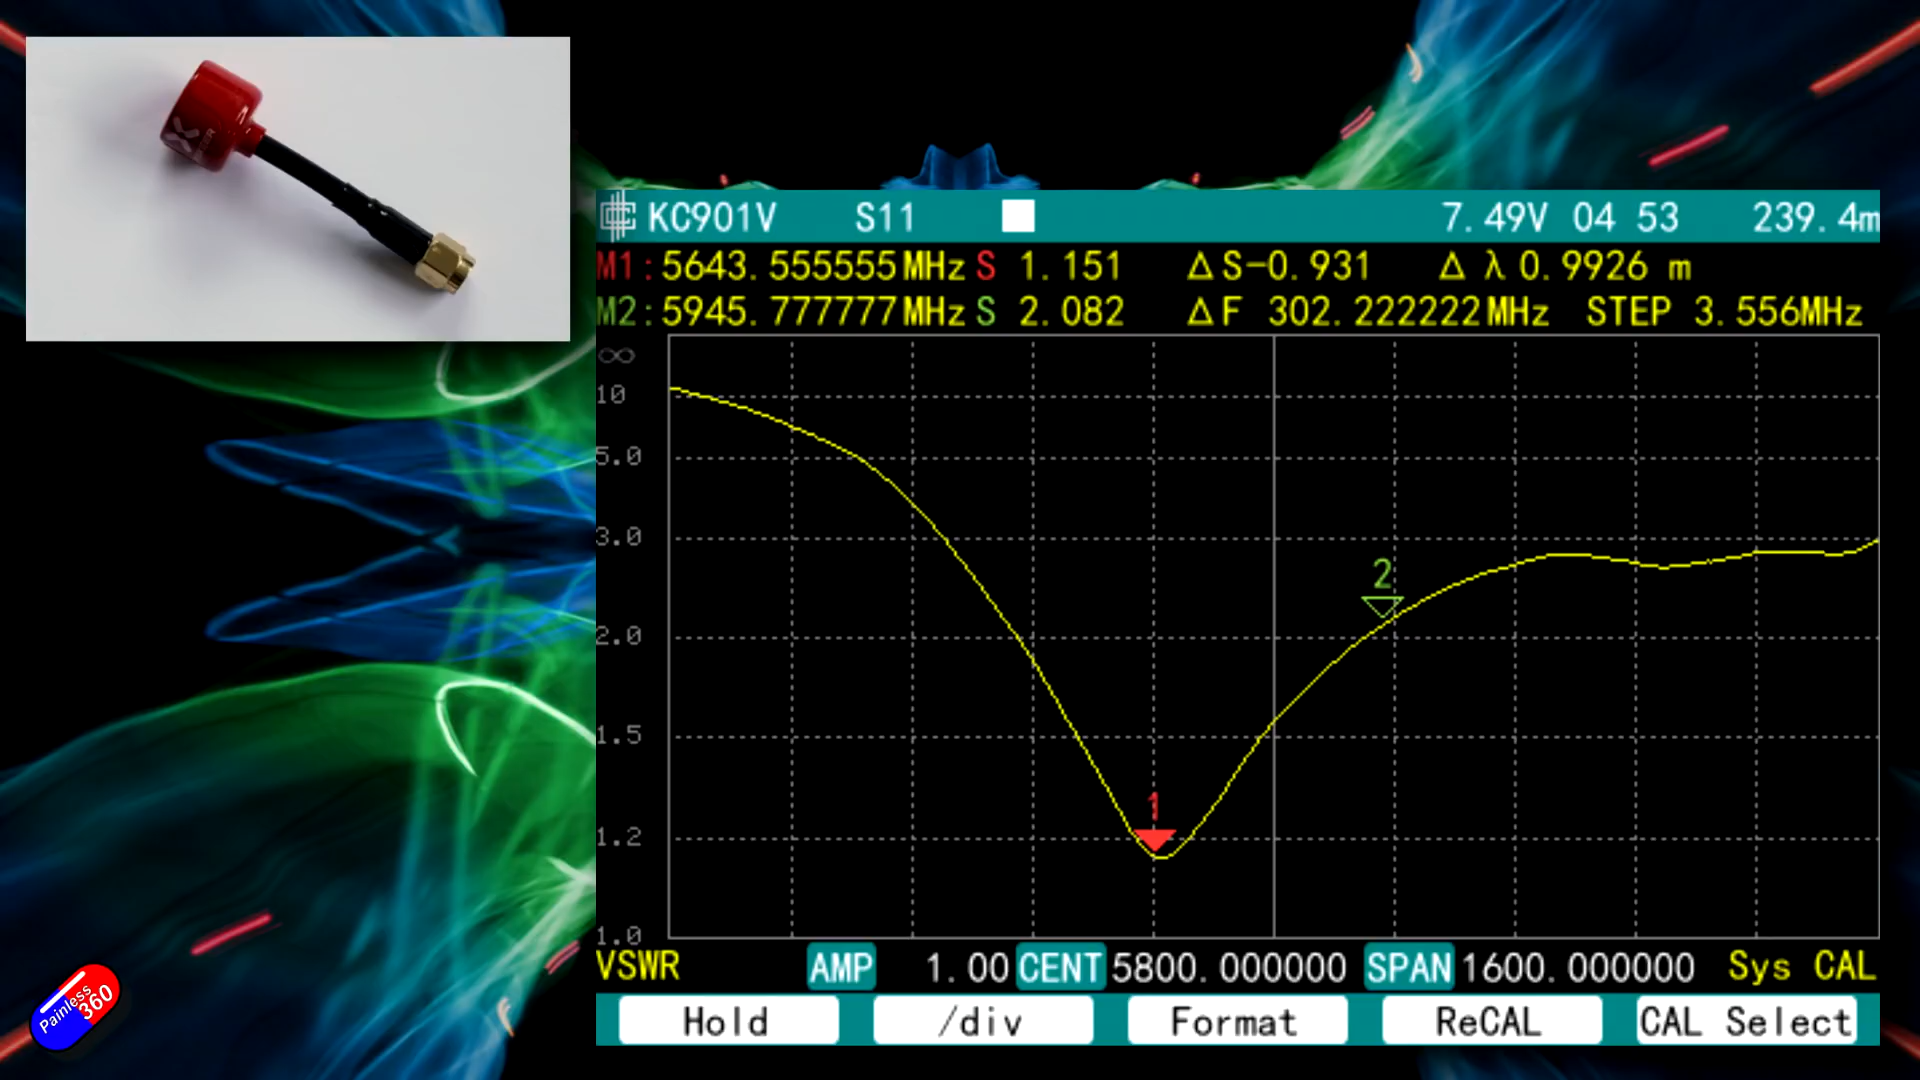 KC901V S11 7.49V 04 53 239.4m
M1:5643.555555MHz S 1.151 ΔS-0.931 Δλ0.9926 m
M2:5945.777777MHz S 2.082 ΔF 302.222222MHz STEP 3.556MHz
∞
10
5.0
3.0
2
2.0
1.5
1
1.2
1.0
VSWR AMP 1.00 CENT 5800.000000 SPAN 1600.000000 Sys CAL
Hold /div Format ReCAL CAL Select
Painless
360